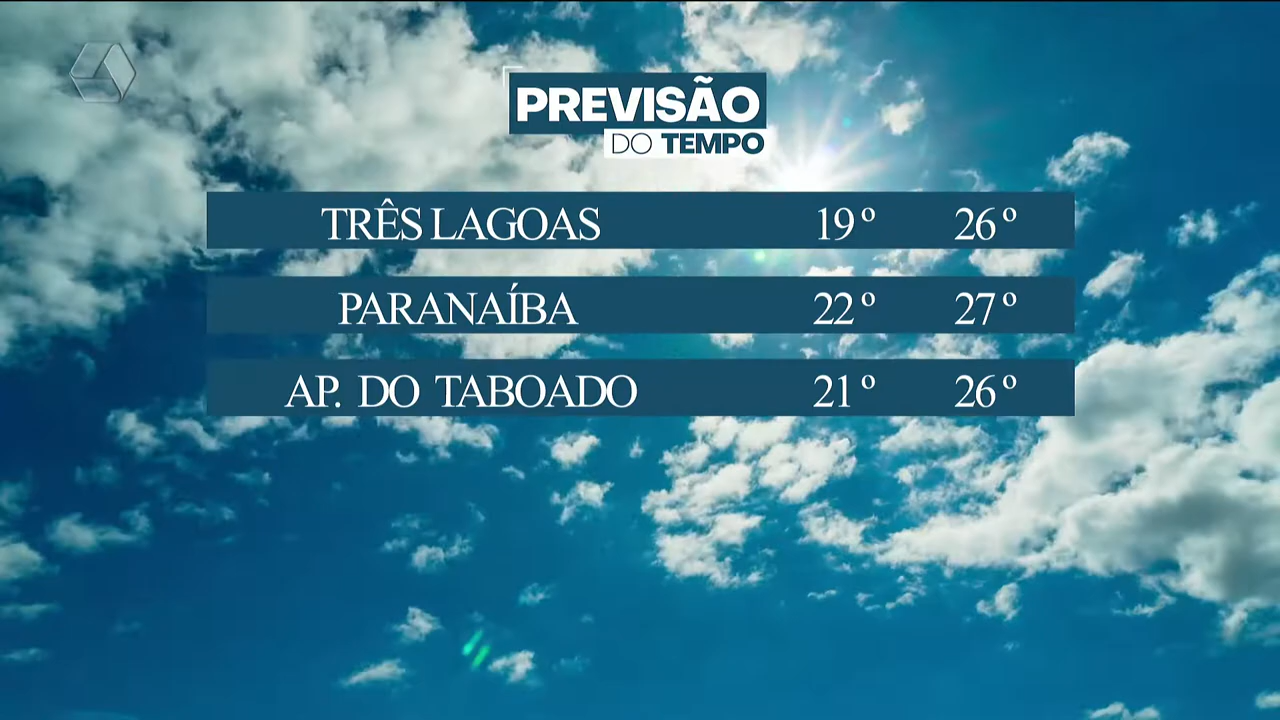 PREVISÃO
DO TEMPO
TRÊS LAGOAS 19º 26º
PARANAÍBA 22º 27º
AP. DO TABOADO 21º 26º